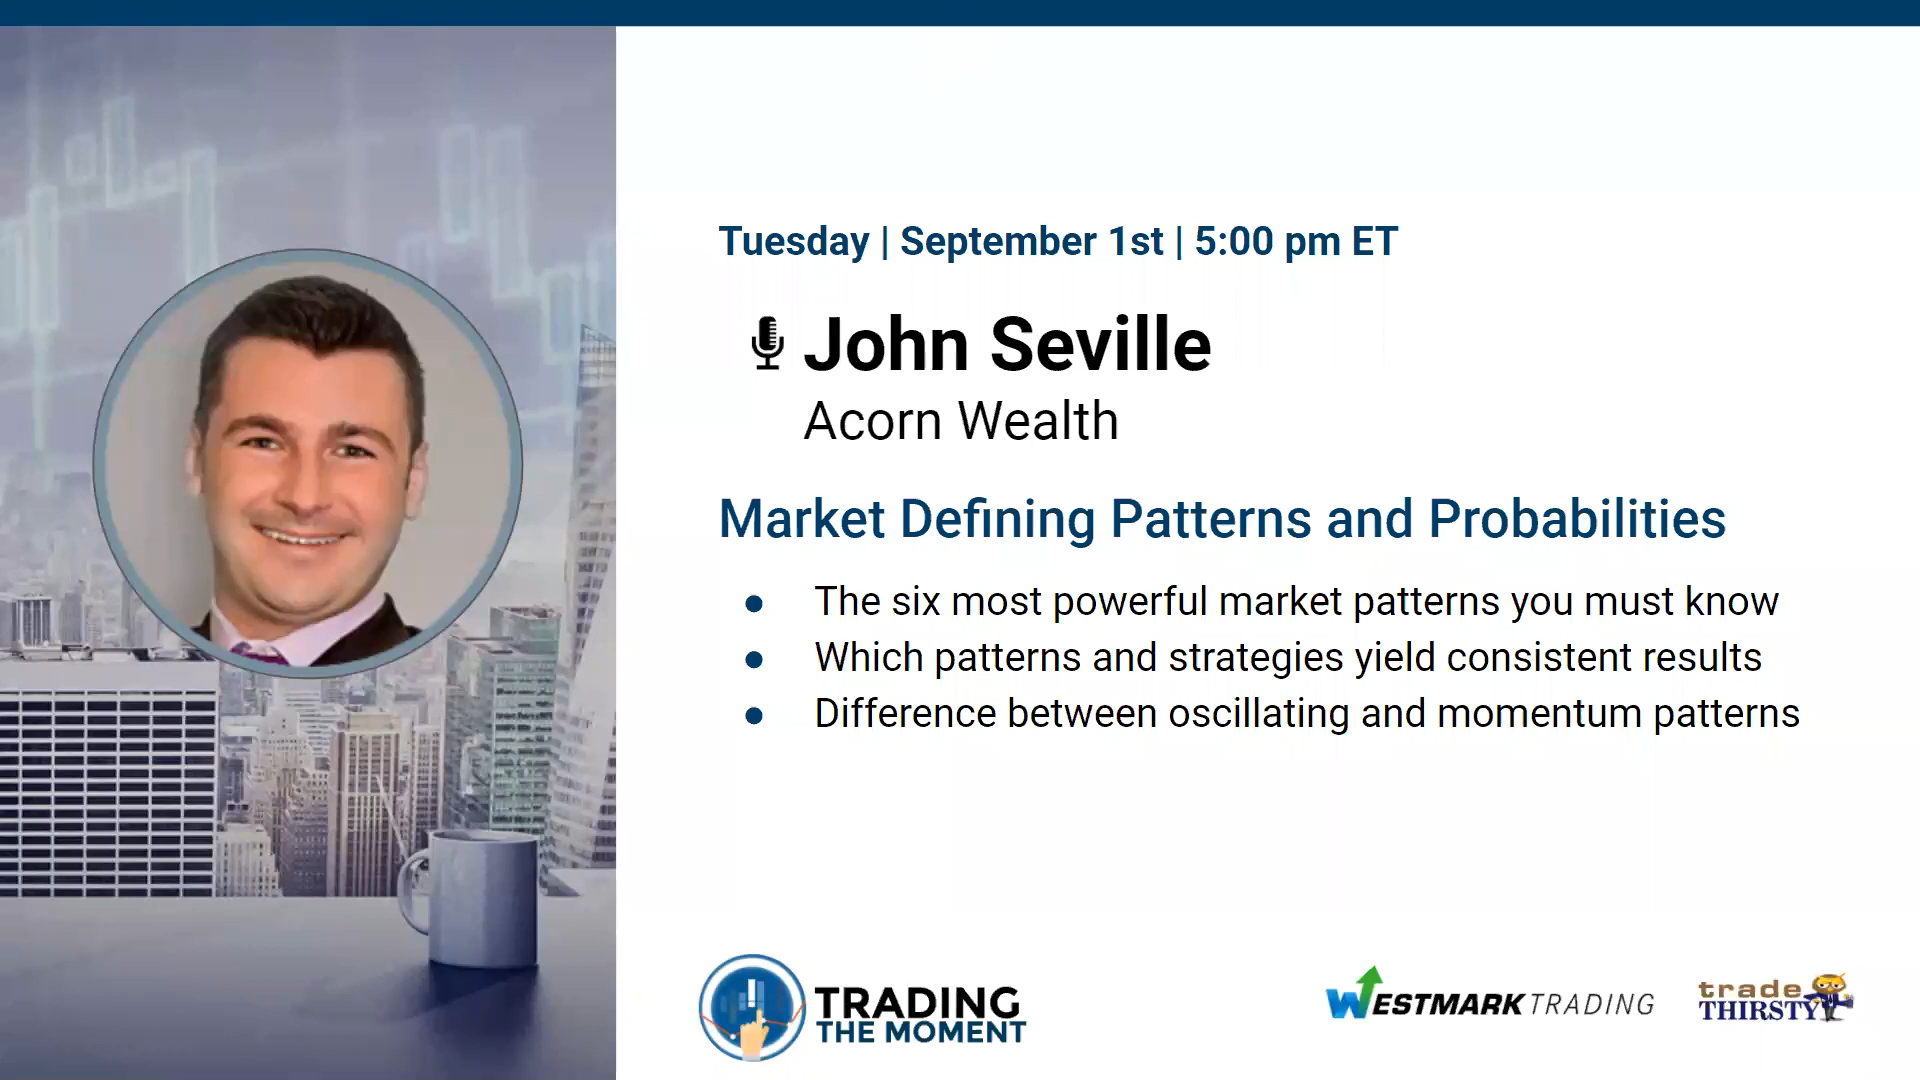 Tuesday | September 1st | 5:00 pm ET
John Seville
Acorn Wealth
Market Defining Patterns and Probabilities
● The six most powerful market patterns you must know
● Which patterns and strategies yield consistent results
● Difference between oscillating and momentum patterns
TRADING
THE MOMENT
WESTMARK TRADING
trade
THIRSTY